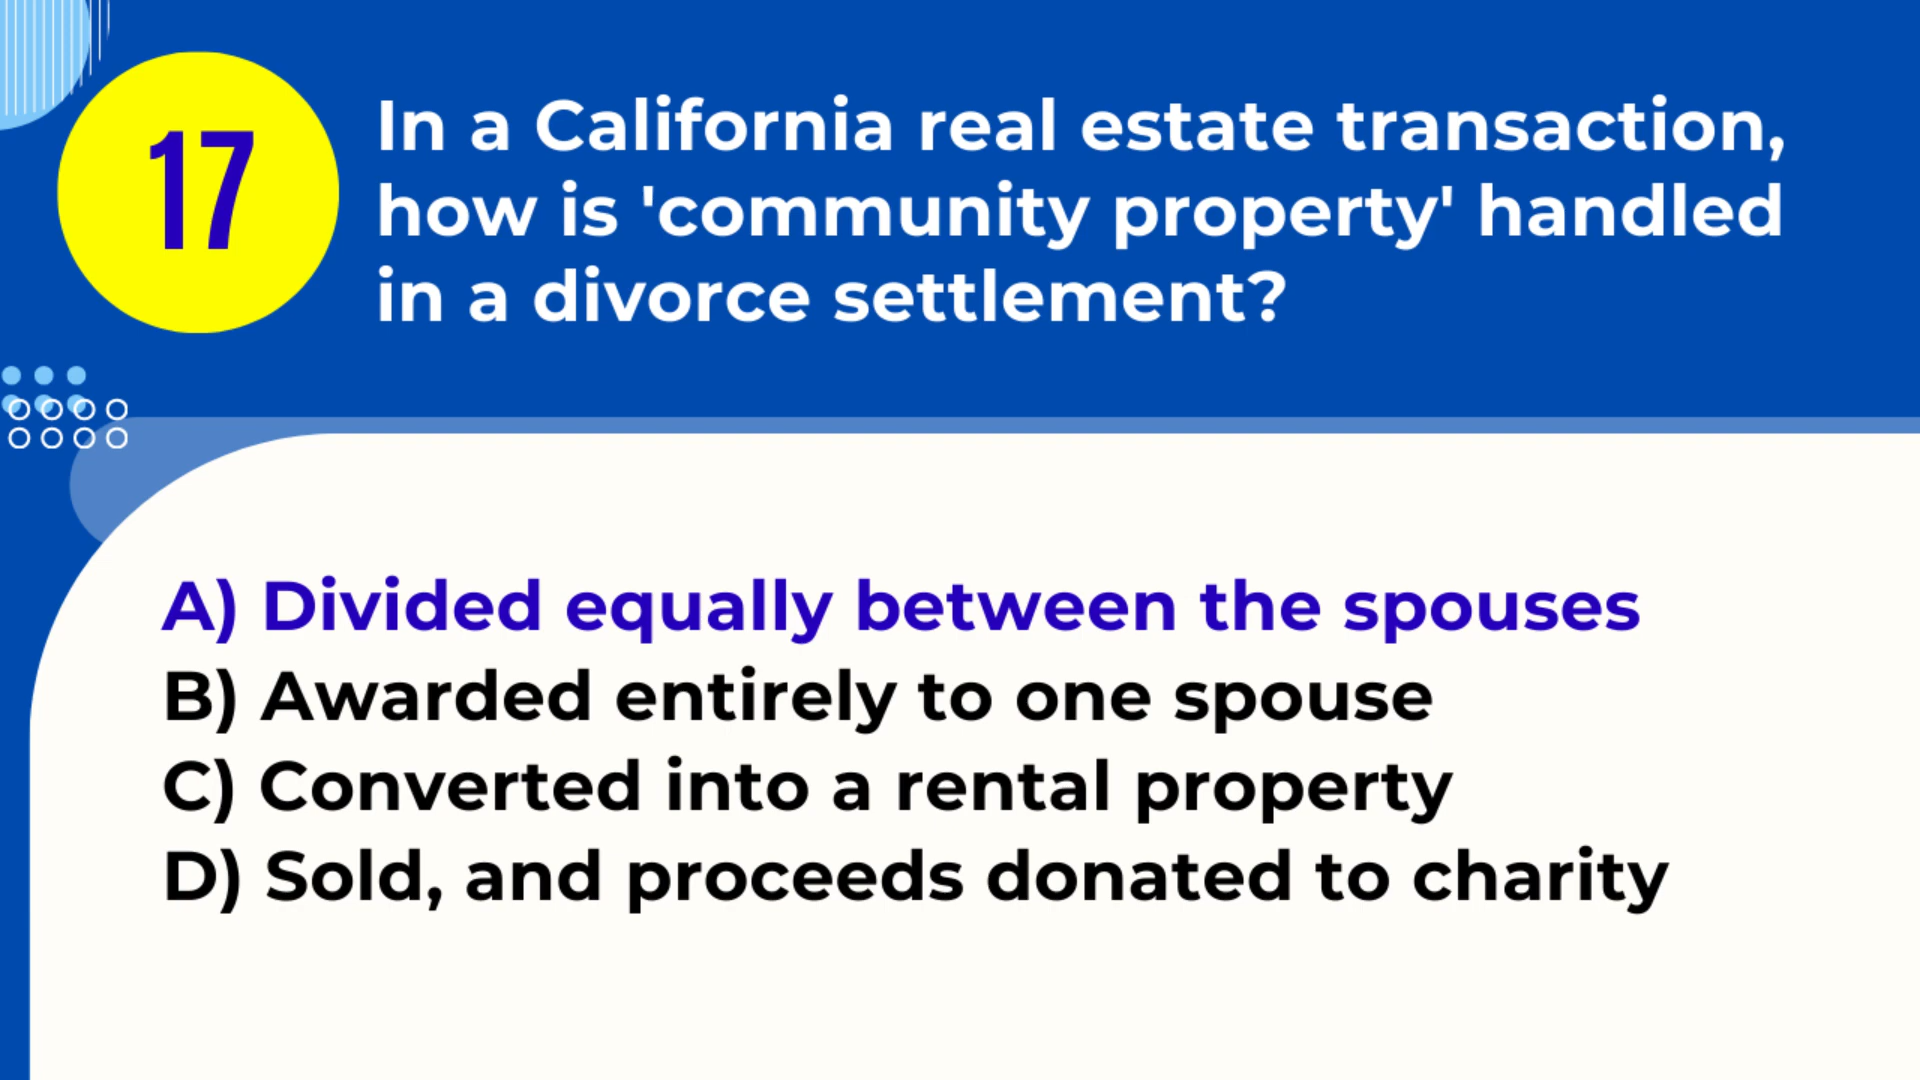 17
In a California real estate transaction,
how is 'community property' handled
in a divorce settlement?
A) Divided equally between the spouses
B) Awarded entirely to one spouse
C) Converted into a rental property
D) Sold, and proceeds donated to charity